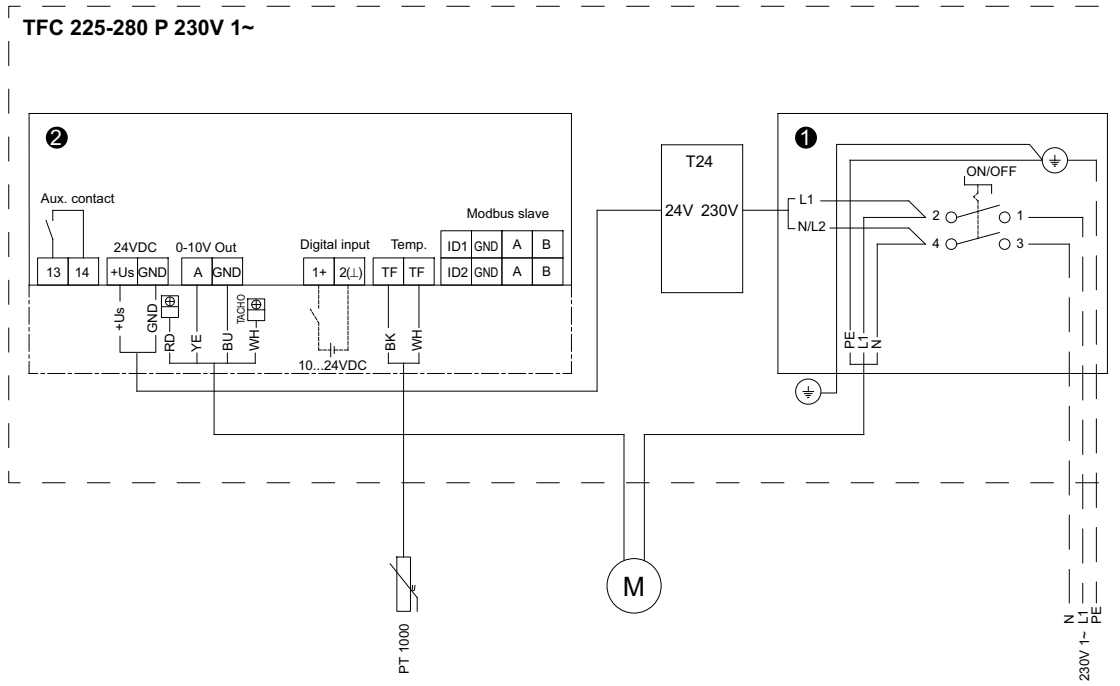 TFC 225-280 P 230V 1~
❷
❶
T24
24V 230V
ON/OFF
L1
N/L2
2
1
4
3
Aux. contact
13 14
24VDC
+Us GND
0-10V Out
A GND
Digital input
1+ 2(⊥)
Temp.
TF TF
Modbus slave
ID1 GND A B
ID2 GND A B
+Us
GND
RD
YE
BU
TACHO
WH
10...24VDC
BK
WH
PE
L1
N
M
PT 1000
N
L1
PE
230V 1~